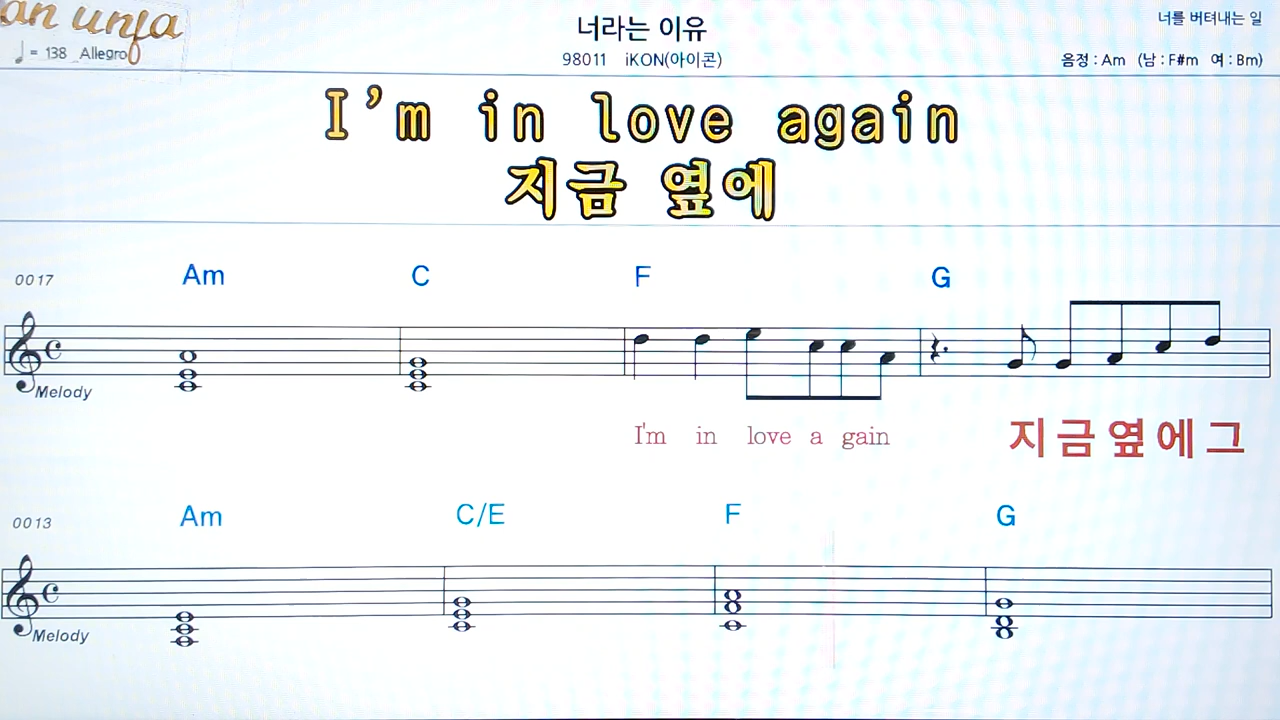 너라는 이유
너를 버텨내는 일
♩= 138 Allegro
98011 iKON(아이콘)
음정 : Am (남 : F#m 여 : Bm)
I'm in love again
지금 옆에
0017
Am C F G
Melody
I'm in love a gain 지금옆에그
0013
Am C/E F G
Melody